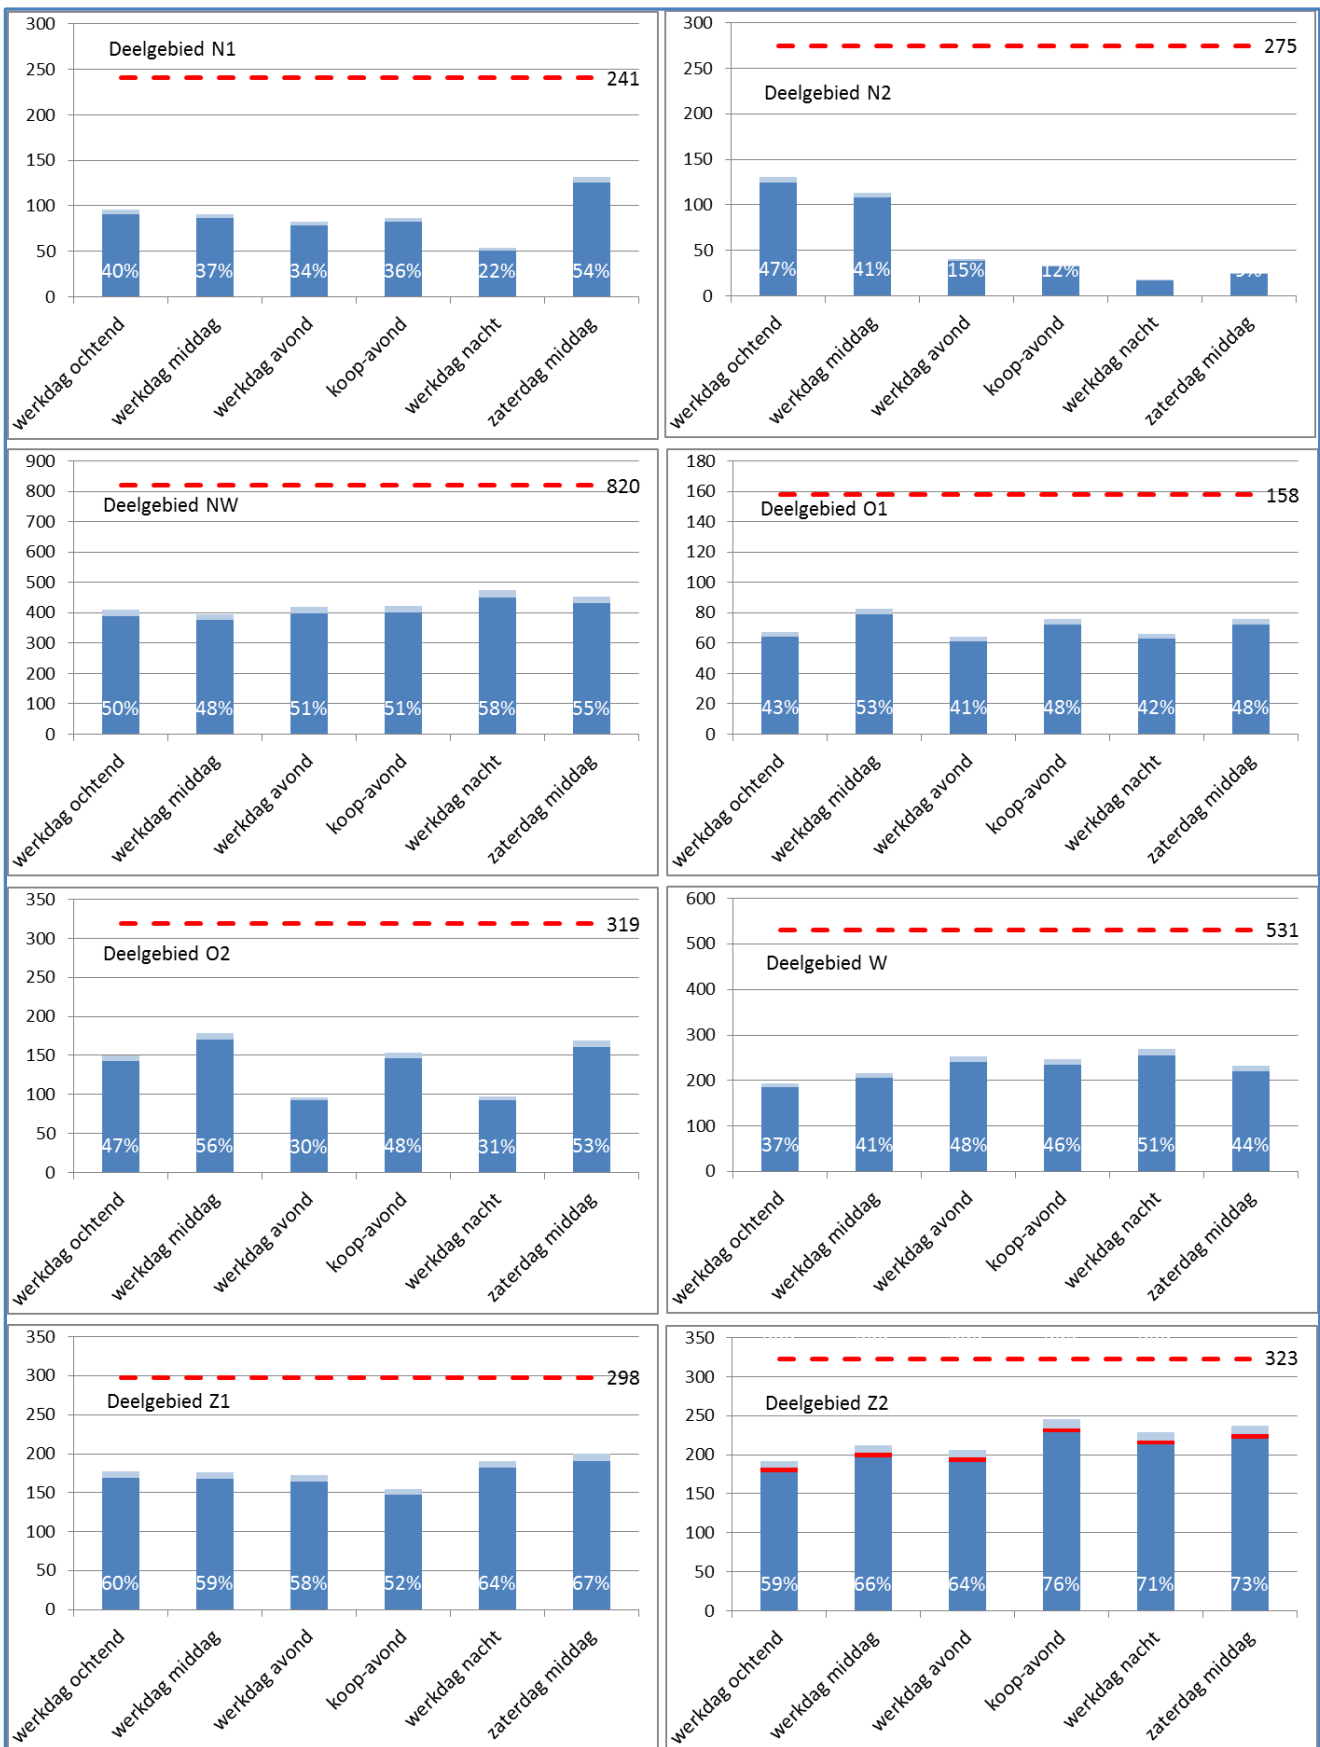 Deelgebied N1
300
250
200
150
100
50
0
241
40% 37% 34% 36% 22% 54%
werkdag ochtend
werkdag middag
werkdag avond
koop-avond
werkdag nacht
zaterdag middag
Deelgebied N2
300
250
200
150
100
50
0
275
47% 41% 15% 12%
werkdag ochtend
werkdag middag
werkdag avond
koop-avond
werkdag nacht
zaterdag middag
Deelgebied NW
900
800
700
600
500
400
300
200
100
0
820
50% 48% 51% 51% 58% 55%
werkdag ochtend
werkdag middag
werkdag avond
koop-avond
werkdag nacht
zaterdag middag
Deelgebied O1
180
160
140
120
100
80
60
40
20
0
158
43% 53% 41% 48% 42% 48%
werkdag ochtend
werkdag middag
werkdag avond
koop-avond
werkdag nacht
zaterdag middag
Deelgebied O2
350
300
250
200
150
100
50
0
319
47% 56% 30% 48% 31% 53%
werkdag ochtend
werkdag middag
werkdag avond
koop-avond
werkdag nacht
zaterdag middag
Deelgebied W
600
500
400
300
200
100
0
531
37% 41% 48% 46% 51% 44%
werkdag ochtend
werkdag middag
werkdag avond
koop-avond
werkdag nacht
zaterdag middag
Deelgebied Z1
350
300
250
200
150
100
50
0
298
60% 59% 58% 52% 64% 67%
werkdag ochtend
werkdag middag
werkdag avond
koop-avond
werkdag nacht
zaterdag middag
Deelgebied Z2
350
300
250
200
150
100
50
0
323
59% 66% 64% 76% 71% 73%
werkdag ochtend
werkdag middag
werkdag avond
koop-avond
werkdag nacht
zaterdag middag